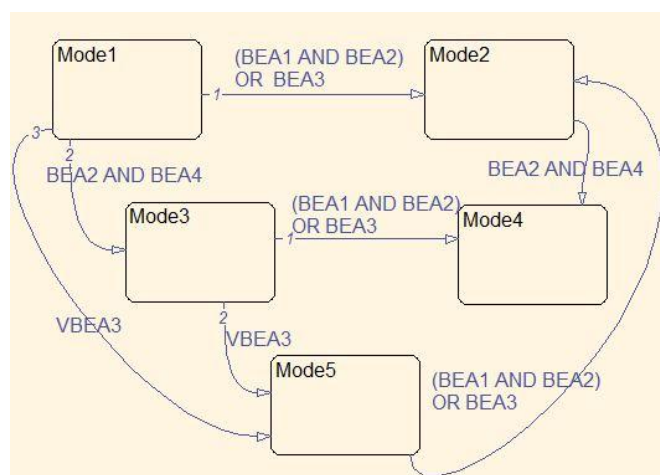 Mode1
(BEA1 AND BEA2)
OR BEA3
Mode2
1
3
2
BEA2 AND BEA4
BEA2 AND BEA4
Mode3
(BEA1 AND BEA2)
OR BEA3
1
Mode4
2
VBEA3
VBEA3
Mode5
(BEA1 AND BEA2)
OR BEA3